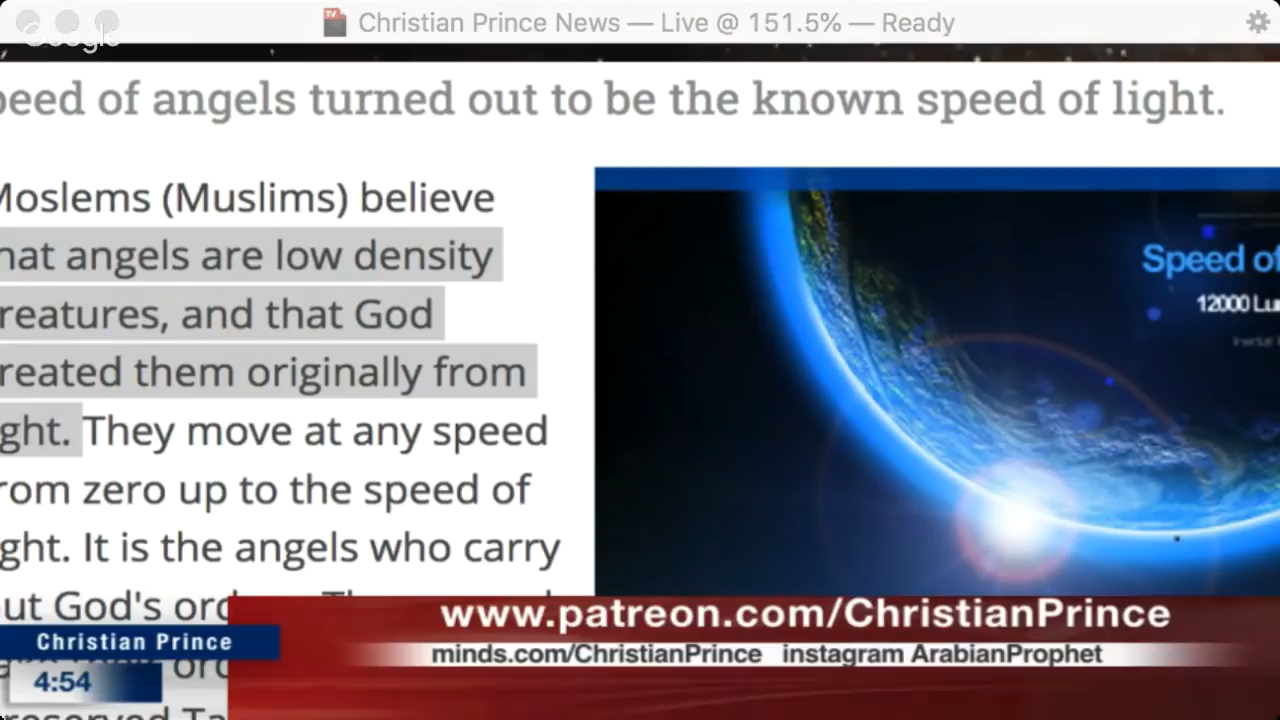 Christian Prince News — Live @ 151.5% — Ready
Google
peed of angels turned out to be the known speed of light.
Moslems (Muslims) believe
hat angels are low density
reatures, and that God
reated them originally from
ght. They move at any speed
rom zero up to the speed of
ght. It is the angels who carry
ut God's
Speed of
12000 Lu
www.patreon.com/ChristianPrince
Christian Prince
minds.com/ChristianPrince instagram ArabianProphet
4:54